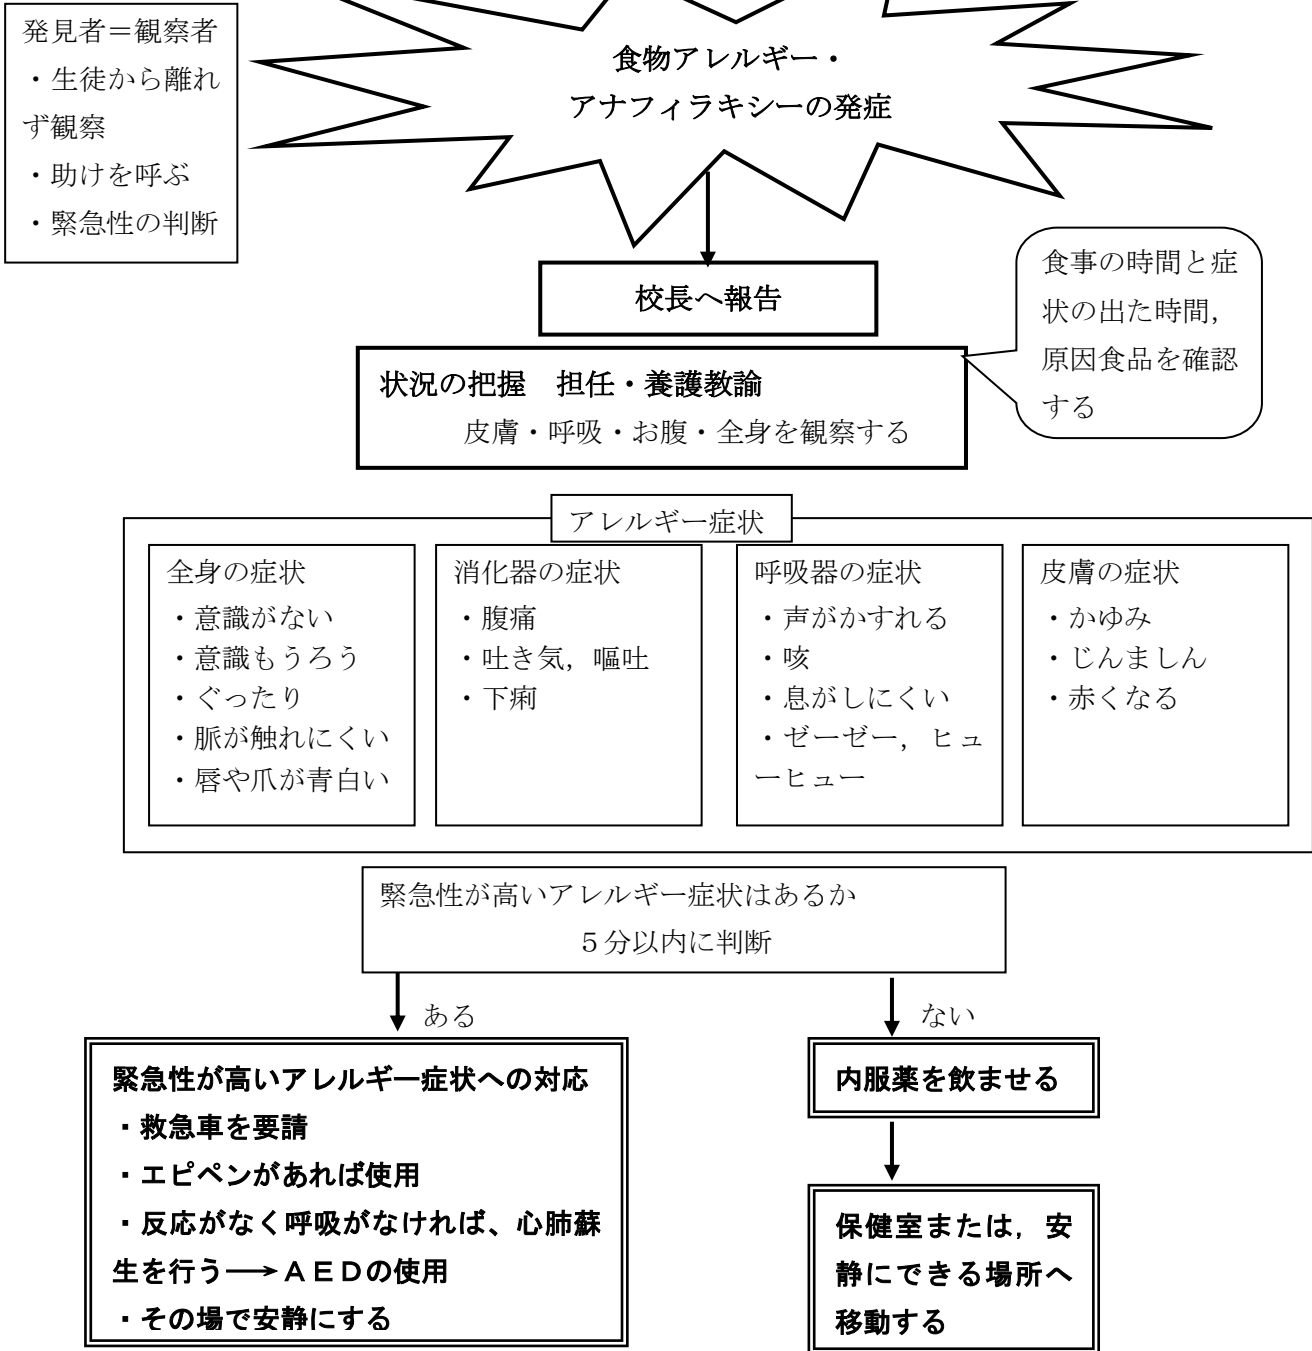 発見者＝観察者
・生徒から離れ
ず観察
・助けを呼ぶ
・緊急性の判断
食物アレルギー・
アナフィラキシーの発症
校長へ報告
食事の時間と症
状の出た時間，
原因食品を確認
する
状況の把握　担任・養護教諭
皮膚・呼吸・お腹・全身を観察する
アレルギー症状
全身の症状
・意識がない
・意識もうろう
・ぐったり
・脈が触れにくい
・唇や爪が青白い
消化器の症状
・腹痛
・吐き気，嘔吐
・下痢
呼吸器の症状
・声がかすれる
・咳
・息がしにくい
・ゼーゼー，ヒュ
ーヒュー
皮膚の症状
・かゆみ
・じんましん
・赤くなる
緊急性が高いアレルギー症状はあるか
５分以内に判断
ある
ない
緊急性が高いアレルギー症状への対応
・救急車を要請
・エピペンがあれば使用
・反応がなく呼吸がなければ、心肺蘇
生を行う→ＡＥＤの使用
・その場で安静にする
内服薬を飲ませる
保健室または，安
静にできる場所へ
移動する